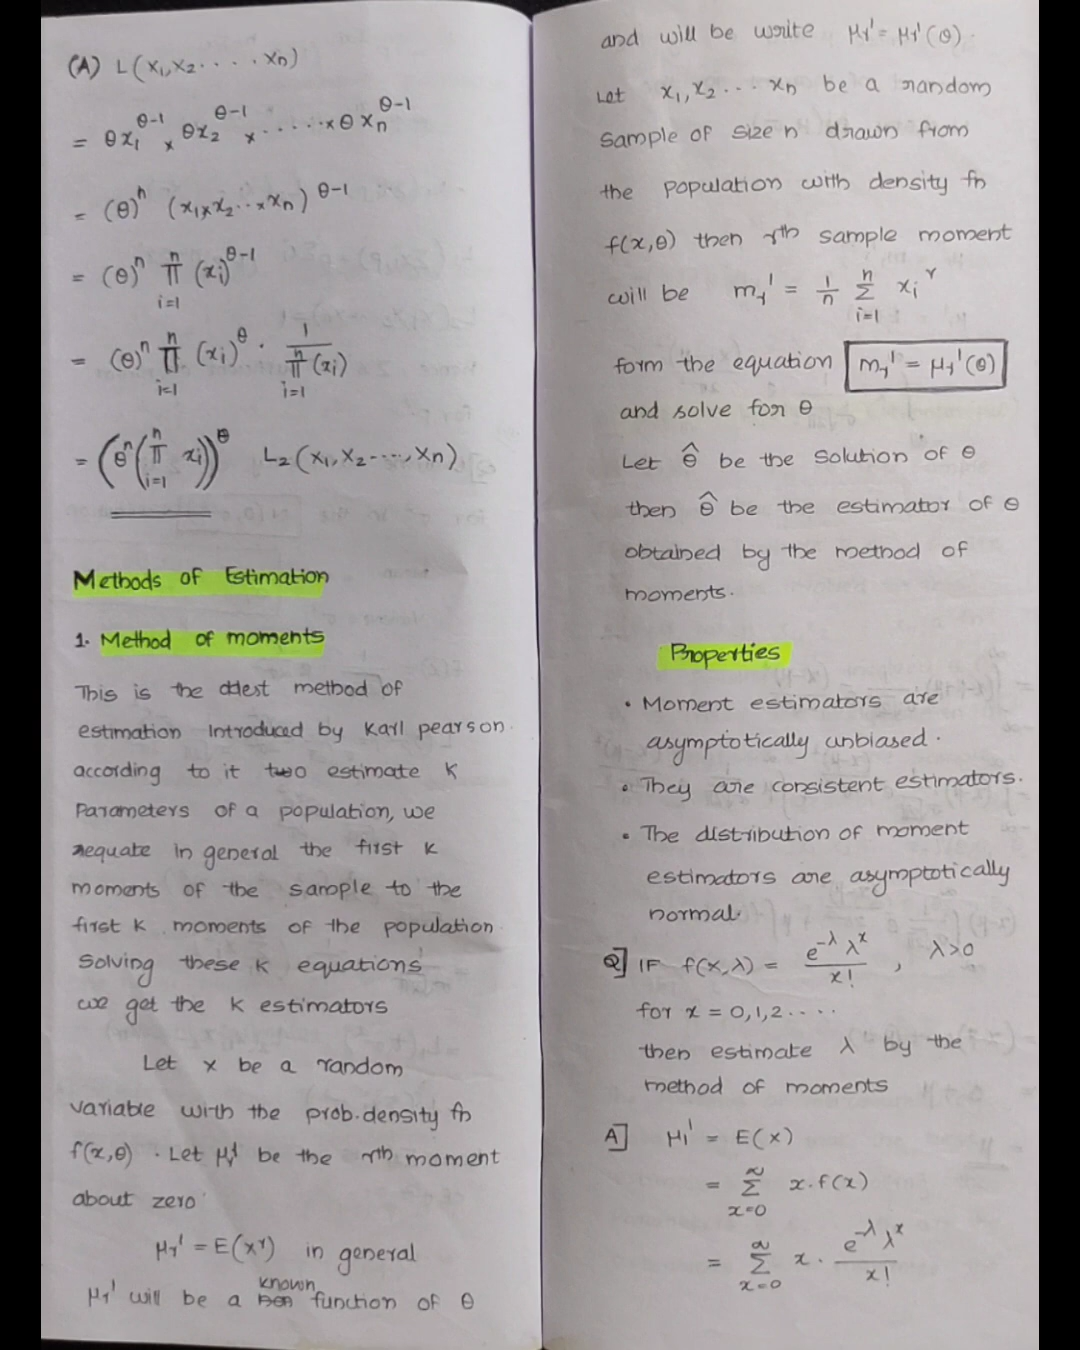 (A) L(x₁,x₂.....xn)
= θx₁^θ-1 × θx₂^θ-1 ×.....×θ xn^θ-1
= (θ)^n (x₁×x₂..××n)^θ-1
= (θ)^n n∏i=1 (xi)^θ-1
= (θ)^n n∏i=1 (xi)^θ . 1/n∏i=1(xi)
= (θ^n(n∏i=1 xi))^θ L₂(x₁,x₂----,xn)
Methods of Estimation
1. Method of moments
This is the oldest method of
estimation introduced by Karl pearson.
according to it two estimate K
Parameters of a population, we
requate in general the first k
moments of the sample to the
first k moments of the population
Solving these k equations
we get the k estimators
Let x be a random
variable with the prob.density fn
f(x,θ) . Let μr' be the rth moment
about zero
μr' = E(x^r) in general
known
μr' will be a function of θ
and will be write μr' = μr'(θ).
Let x₁,x₂...xn be a random
sample of size n drawn from
the population with density fn
f(x,θ) then rth sample moment
will be mr' = 1/n n∑i=1 xi^r
form the equation mr' = μr'(θ)
and solve for θ
Let θ̂ be the solution of θ
then θ̂ be the estimator of θ
obtained by the method of
moments.
Properties
• Moment estimators are
asymptotically unbiased.
• They are consistent estimators.
• The distribution of moment
estimators are asymptotically
normal.
Q] IF f(x,λ) = e^-λ λ^x/x! , λ>0
for x = 0,1,2....
then estimate λ by the
method of moments
A] μ₁' = E(x)
= ∞∑x=0 x.f(x)
= ∞∑x=0 x. e^-λ λ^x/x!